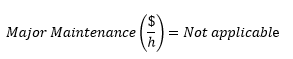 Major Maintenance ($/h) = Not applicable